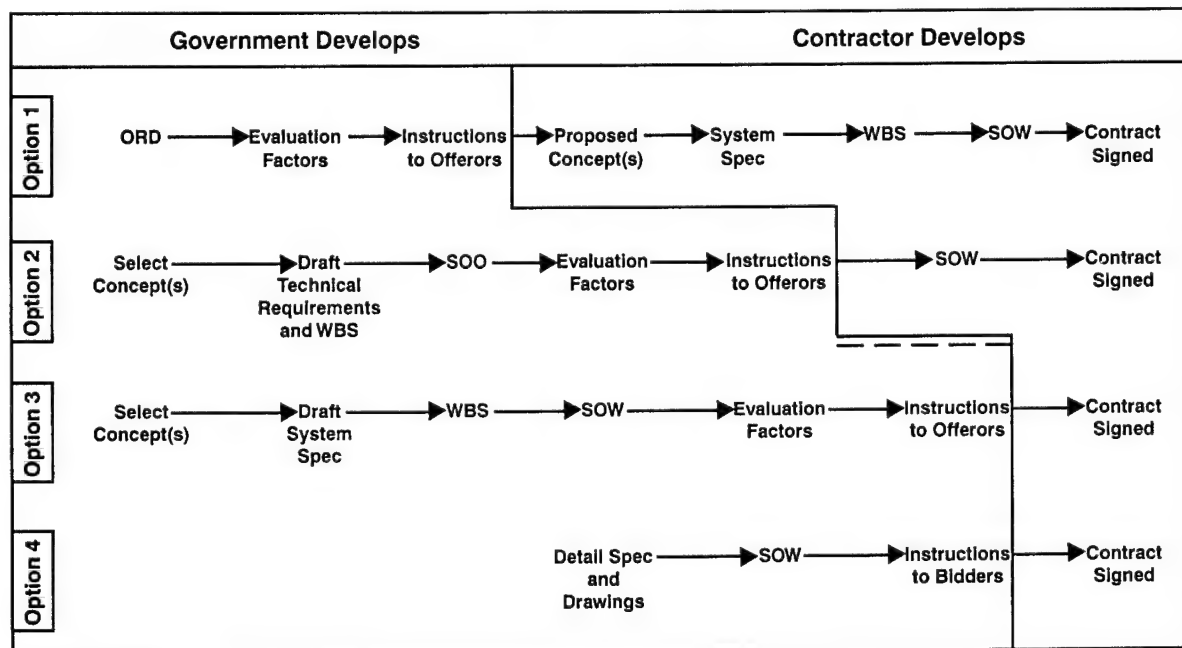 Government Develops
Contractor Develops
Option 1
ORD
Evaluation
Factors
Instructions
to Offerors
Proposed
Concept(s)
System
Spec
WBS
SOW
Contract
Signed
Option 2
Select
Concept(s)
Draft
Technical
Requirements
and WBS
SOO
Evaluation
Factors
Instructions
to Offerors
SOW
Contract
Signed
Option 3
Select
Concept(s)
Draft
System
Spec
WBS
SOW
Evaluation
Factors
Instructions
to Offerors
Contract
Signed
Option 4
Detail Spec
and
Drawings
SOW
Instructions
to Bidders
Contract
Signed